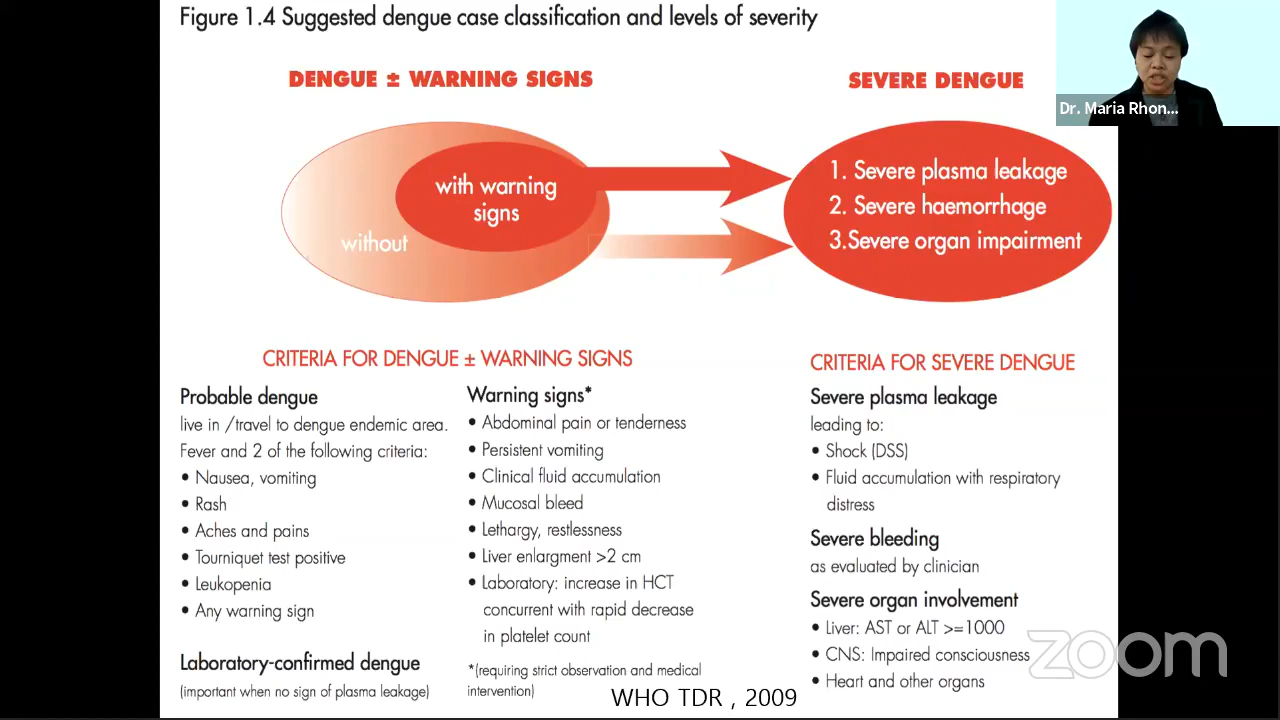 Figure 1.4 Suggested dengue case classification and levels of severity
DENGUE ± WARNING SIGNS
SEVERE DENGUE
Dr. Maria Rhon...
with warning
signs
without
1. Severe plasma leakage
2. Severe haemorrhage
3.Severe organ impairment
CRITERIA FOR DENGUE ± WARNING SIGNS
Probable dengue
live in /travel to dengue endemic area.
Fever and 2 of the following criteria:
• Nausea, vomiting
• Rash
• Aches and pains
• Tourniquet test positive
• Leukopenia
• Any warning sign
Laboratory-confirmed dengue
(important when no sign of plasma leakage)
Warning signs*
• Abdominal pain or tenderness
• Persistent vomiting
• Clinical fluid accumulation
• Mucosal bleed
• Lethargy, restlessness
• Liver enlargment >2 cm
• Laboratory: increase in HCT
concurrent with rapid decrease
in platelet count
*(requiring strict observation and medical
intervention)
CRITERIA FOR SEVERE DENGUE
Severe plasma leakage
leading to:
• Shock (DSS)
• Fluid accumulation with respiratory
distress
Severe bleeding
as evaluated by clinician
Severe organ involvement
• Liver: AST or ALT >=1000
• CNS: Impaired consciousness
• Heart and other organs
WHO TDR , 2009
zoom